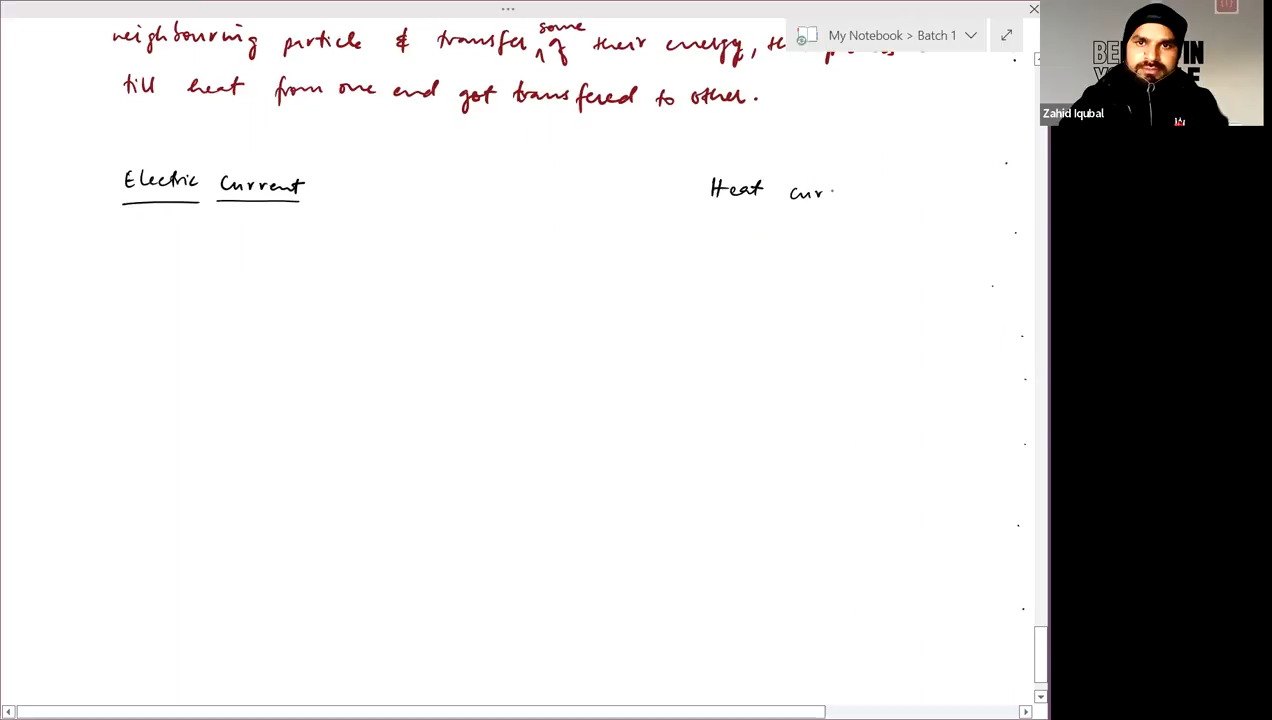 neighbouring particle & transfer some of their energy,
My Notebook > Batch 1
till heat from one end got transfered to other.
Zahid Iqubal
Electric Current
Heat cur